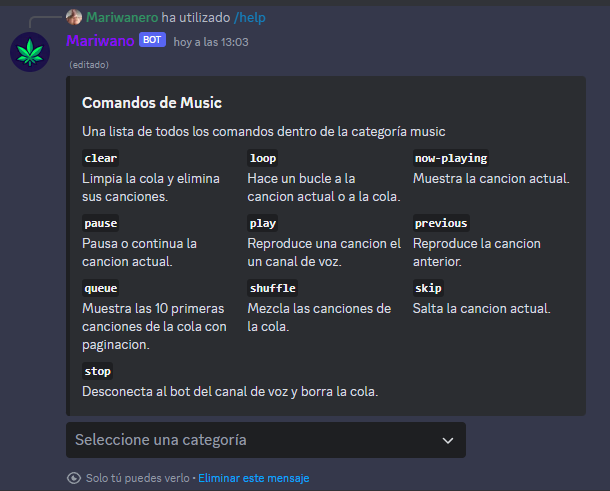 Mariwanero ha utilizado /help
Mariwano BOT hoy a las 13:03
(editado)
Comandos de Music
Una lista de todos los comandos dentro de la categoría music
clear
Limpia la cola y elimina
sus canciones.
loop
Hace un bucle a la
cancion actual o a la cola.
now-playing
Muestra la cancion actual.
pause
Pausa o continua la
cancion actual.
play
Reproduce una cancion el
un canal de voz.
previous
Reproduce la cancion
anterior.
queue
Muestra las 10 primeras
canciones de la cola con
paginacion.
shuffle
Mezcla las canciones de
la cola.
skip
Salta la cancion actual.
stop
Desconecta al bot del canal de voz y borra la cola.
Seleccione una categoría
Solo tú puedes verlo • Eliminar este mensaje